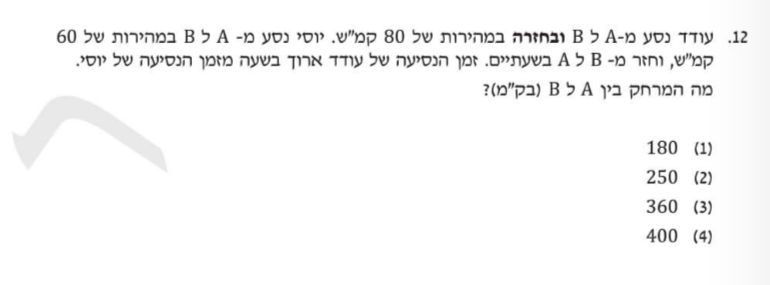 12. עודד נסע מ-A ל B ובחזרה במהירות של 80 קמ"ש. יוסי נסע מ- A ל B במהירות של 60
קמ"ש, וחזר מ- B ל A בשעתיים. זמן הנסיעה של עודד ארוך בשעה מזמן הנסיעה של יוסי.
מה המרחק בין A ל B (בק"מ)?
(1) 180
(2) 250
(3) 360
(4) 400